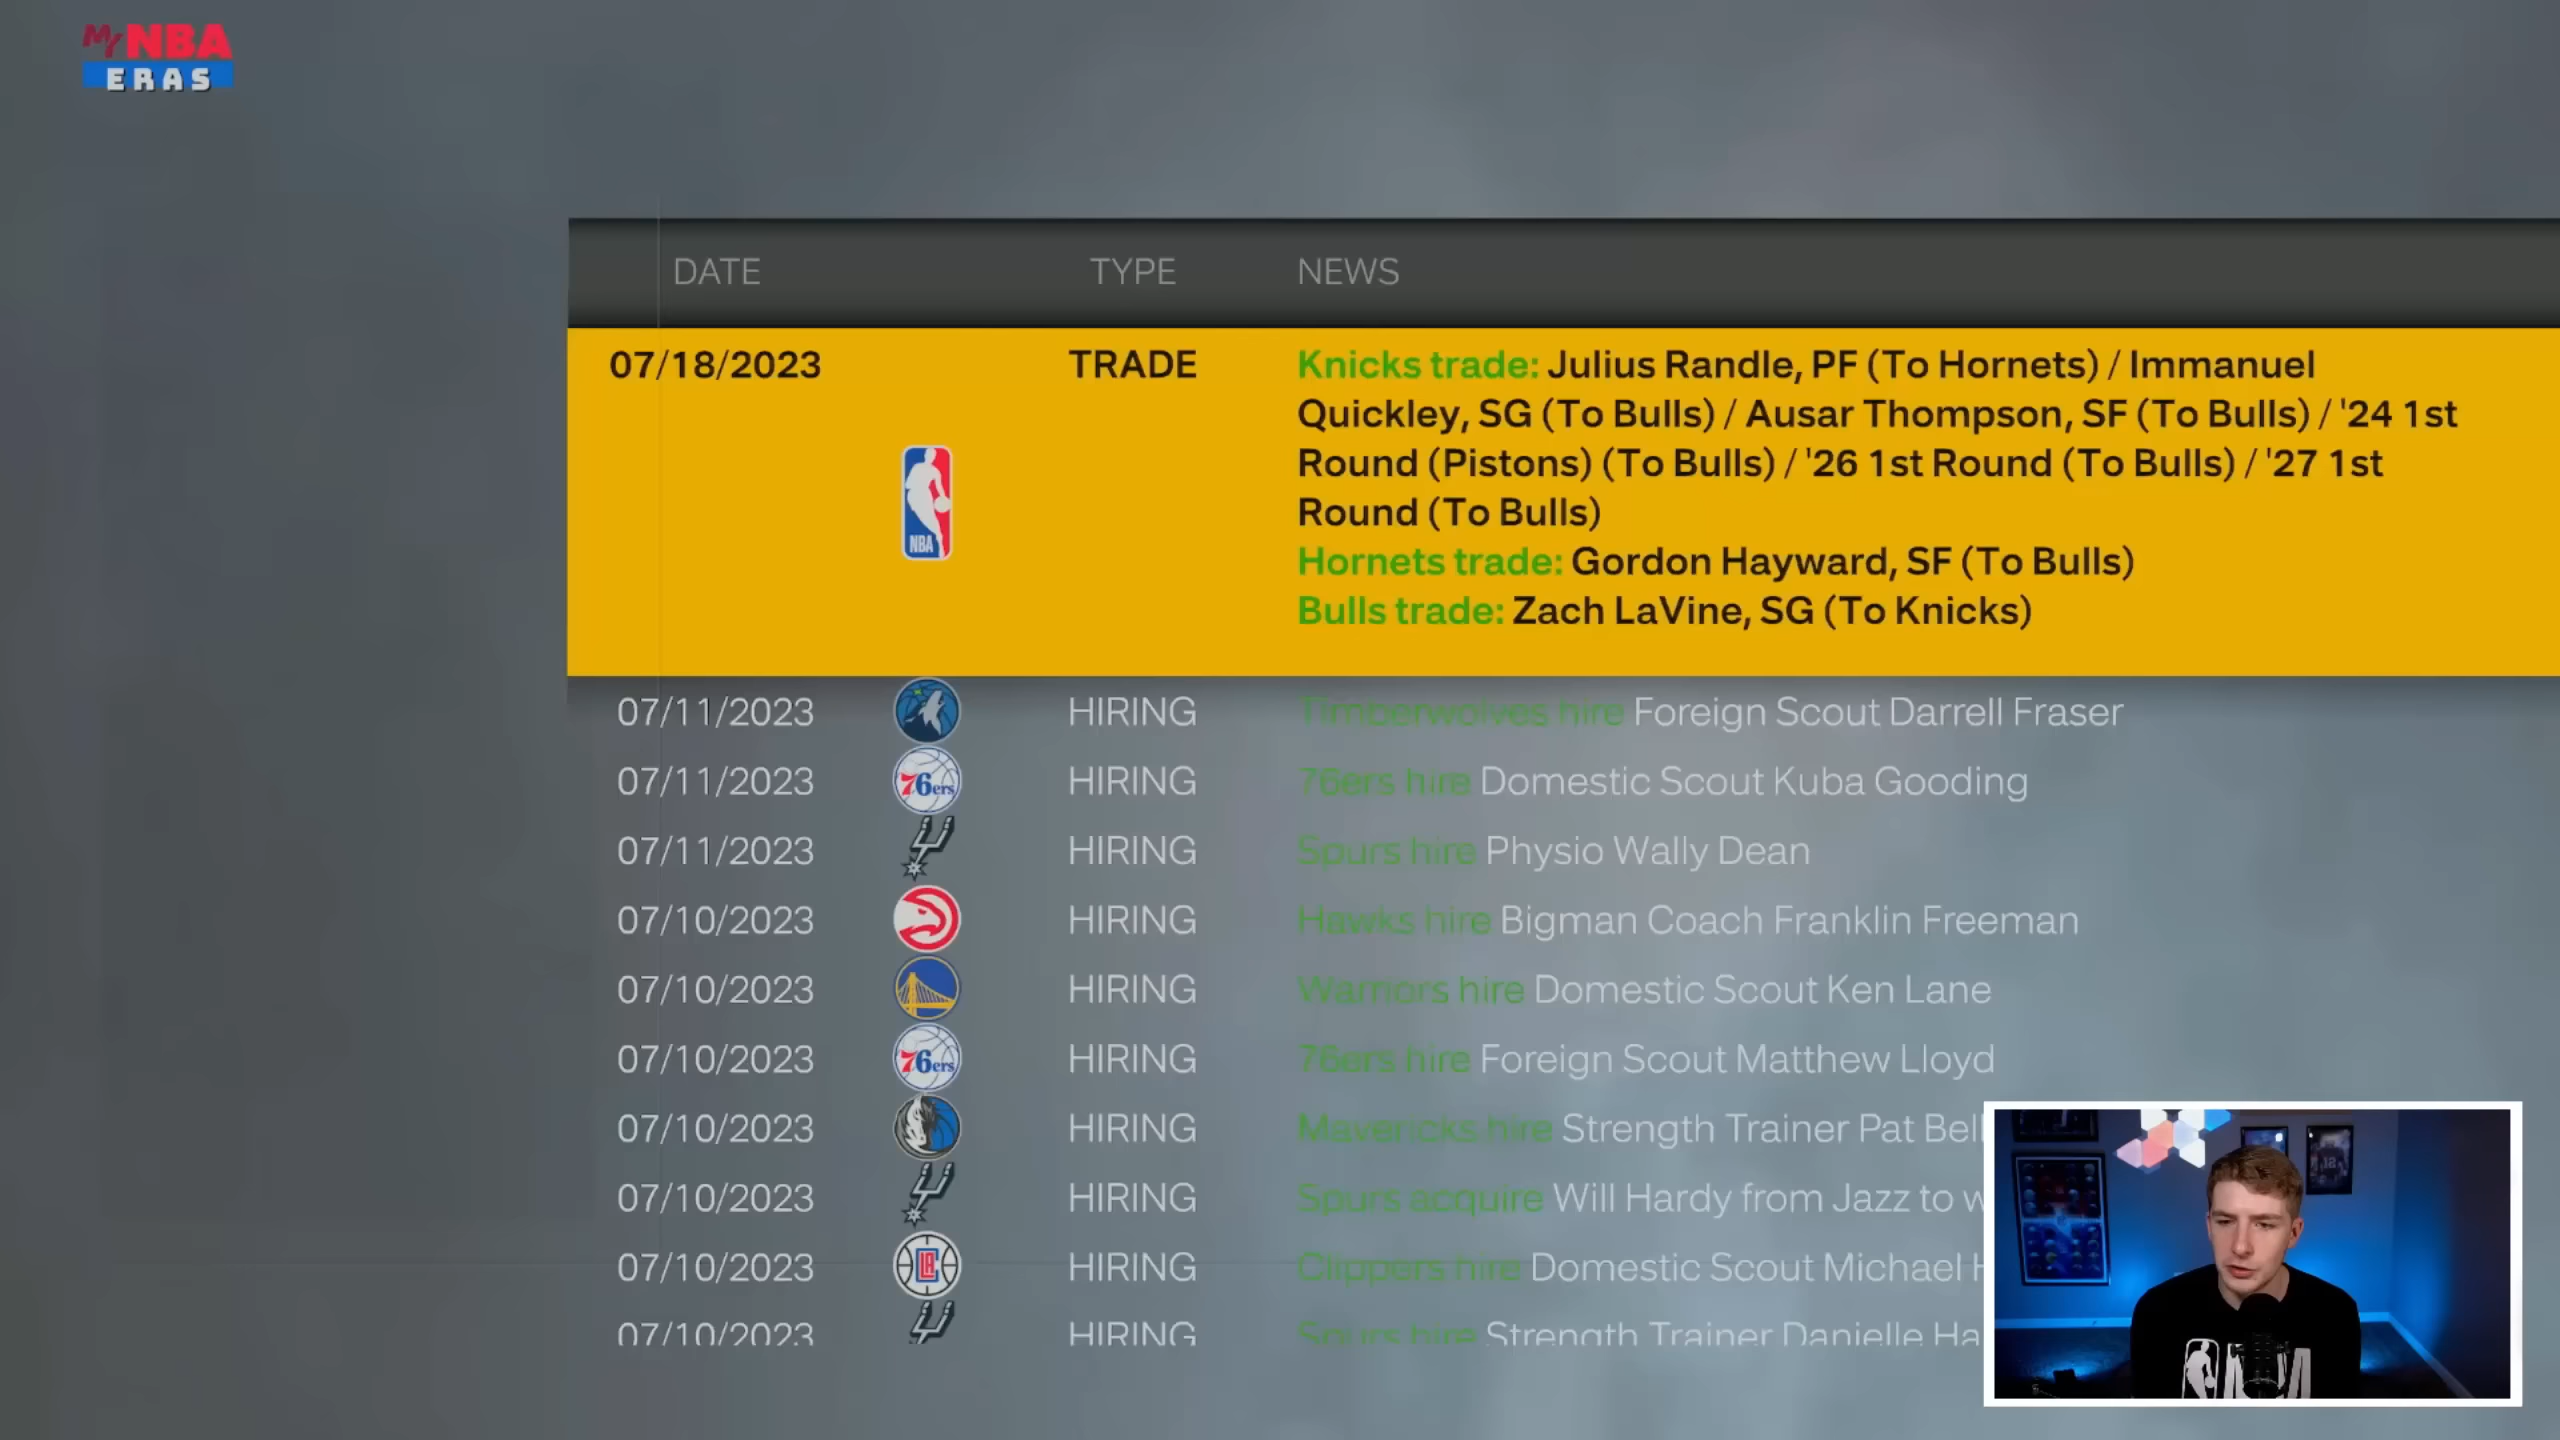 My NBA
ERAS
DATE TYPE NEWS
07/18/2023 TRADE Knicks trade: Julius Randle, PF (To Hornets) / Immanuel
Quickley, SG (To Bulls) / Ausar Thompson, SF (To Bulls) / '24 1st
Round (Pistons) (To Bulls) / '26 1st Round (To Bulls) / '27 1st
Round (To Bulls)
NBA
Hornets trade: Gordon Hayward, SF (To Bulls)
Bulls trade: Zach LaVine, SG (To Knicks)
07/11/2023 HIRING Timberwolves hire Foreign Scout Darrell Fraser
07/11/2023 76ers HIRING 76ers hire Domestic Scout Kuba Gooding
07/11/2023 HIRING Spurs hire Physio Wally Dean
07/10/2023 HIRING Hawks hire Bigman Coach Franklin Freeman
07/10/2023 HIRING Warriors hire Domestic Scout Ken Lane
07/10/2023 76ers HIRING 76ers hire Foreign Scout Matthew Lloyd
07/10/2023 HIRING Mavericks hire Strength Trainer Pat Bell
07/10/2023 HIRING Spurs acquire Will Hardy from Jazz to w
07/10/2023 LA HIRING Clippers hire Domestic Scout Michael H
07/10/2023 HIRING Spurs hire Strength Trainer Danielle Ha
12